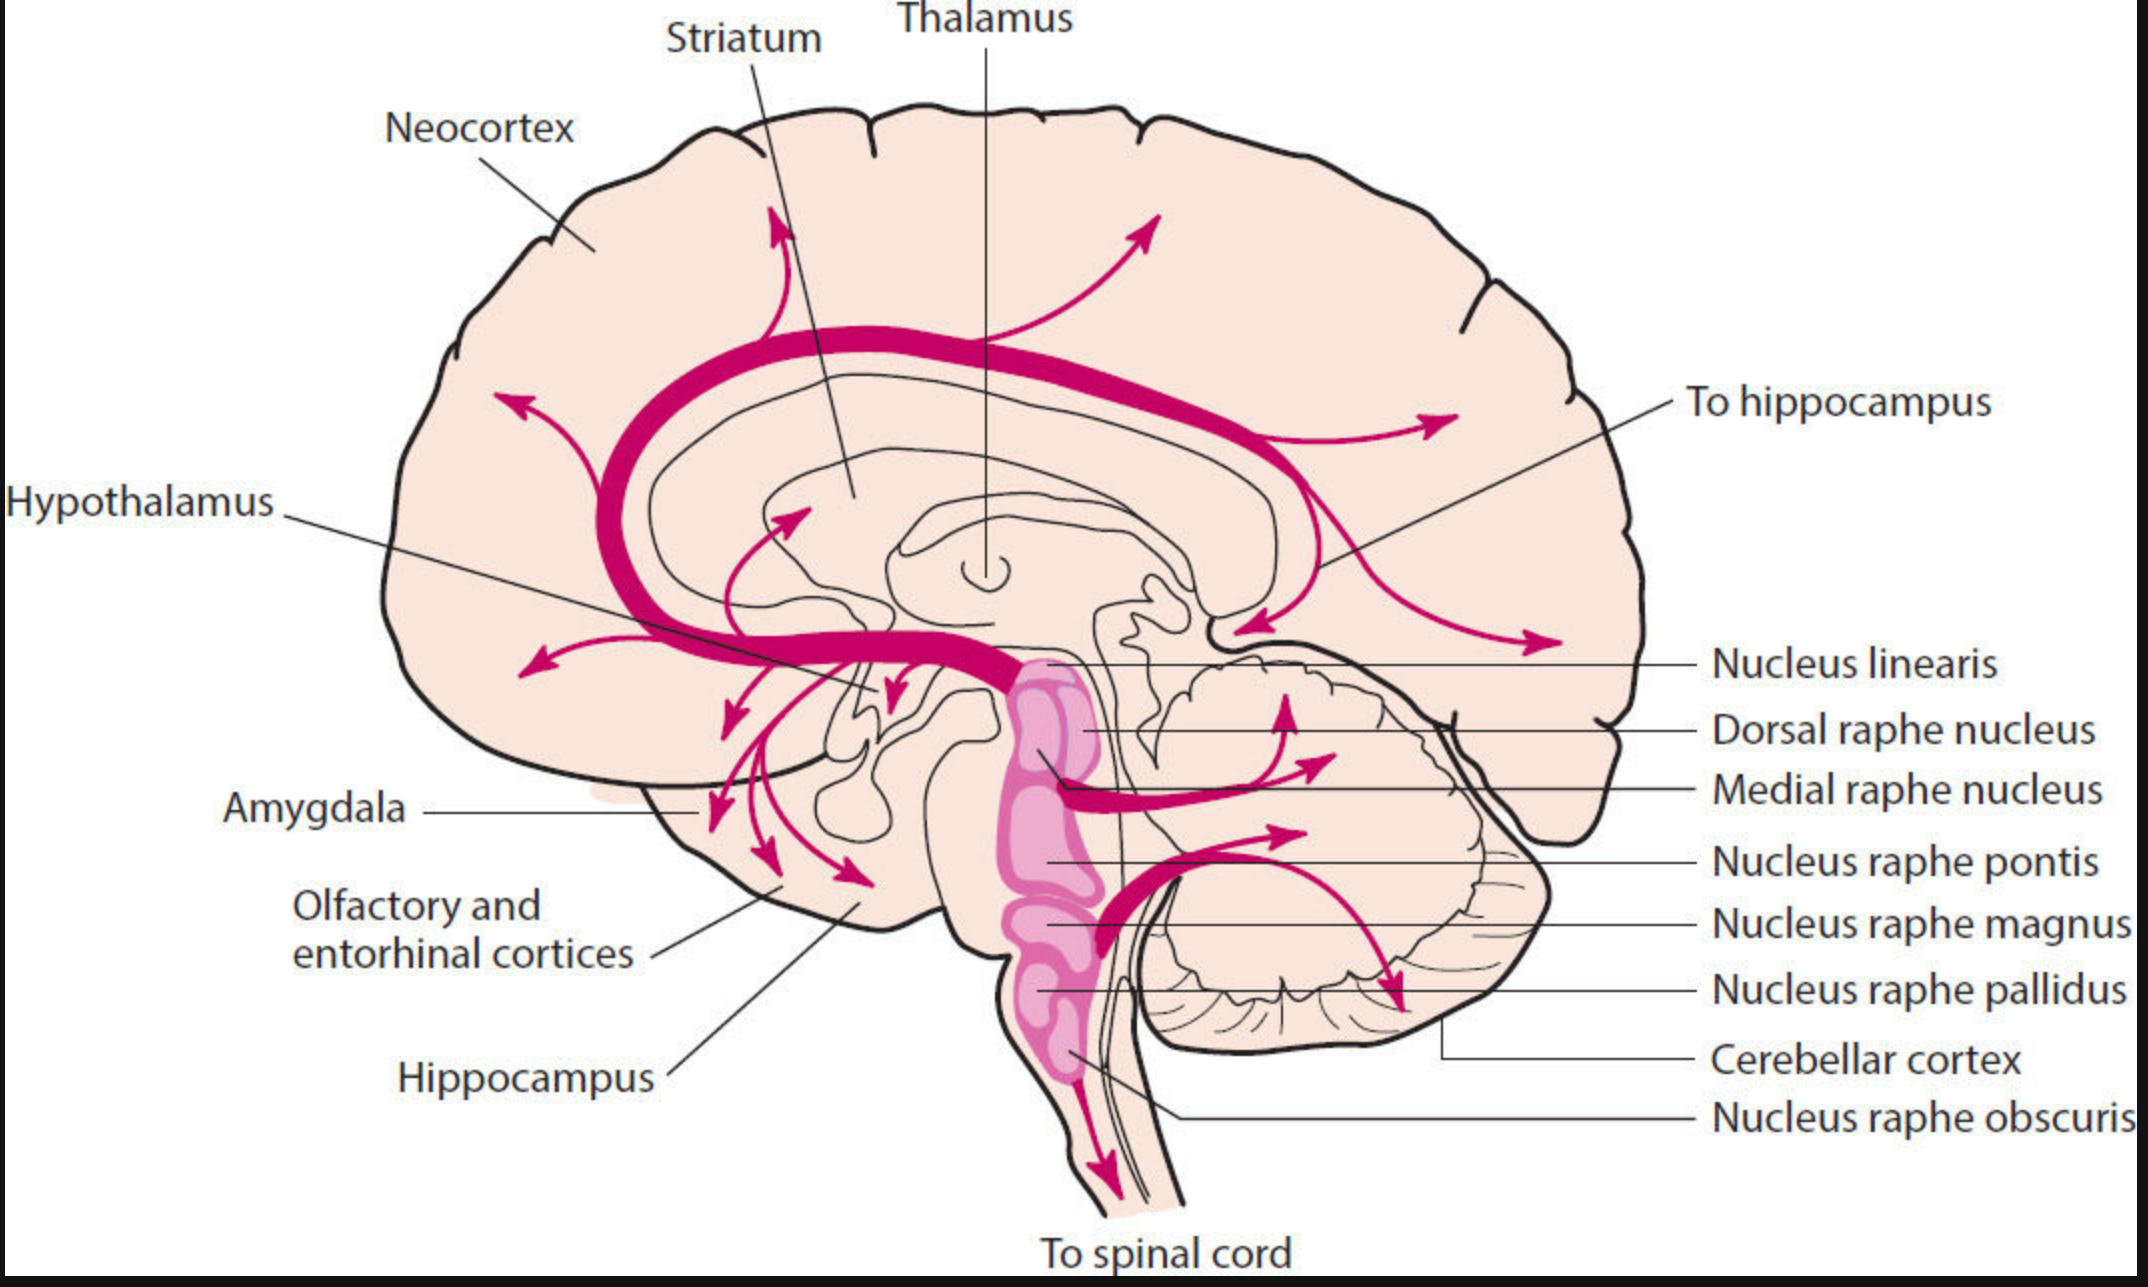 Thalamus
Striatum
Neocortex
To hippocampus
Hypothalamus
Nucleus linearis
Dorsal raphe nucleus
Medial raphe nucleus
Amygdala
Nucleus raphe pontis
Olfactory and
entorhinal cortices
Nucleus raphe magnus
Nucleus raphe pallidus
Cerebellar cortex
Hippocampus
Nucleus raphe obscuris
To spinal cord